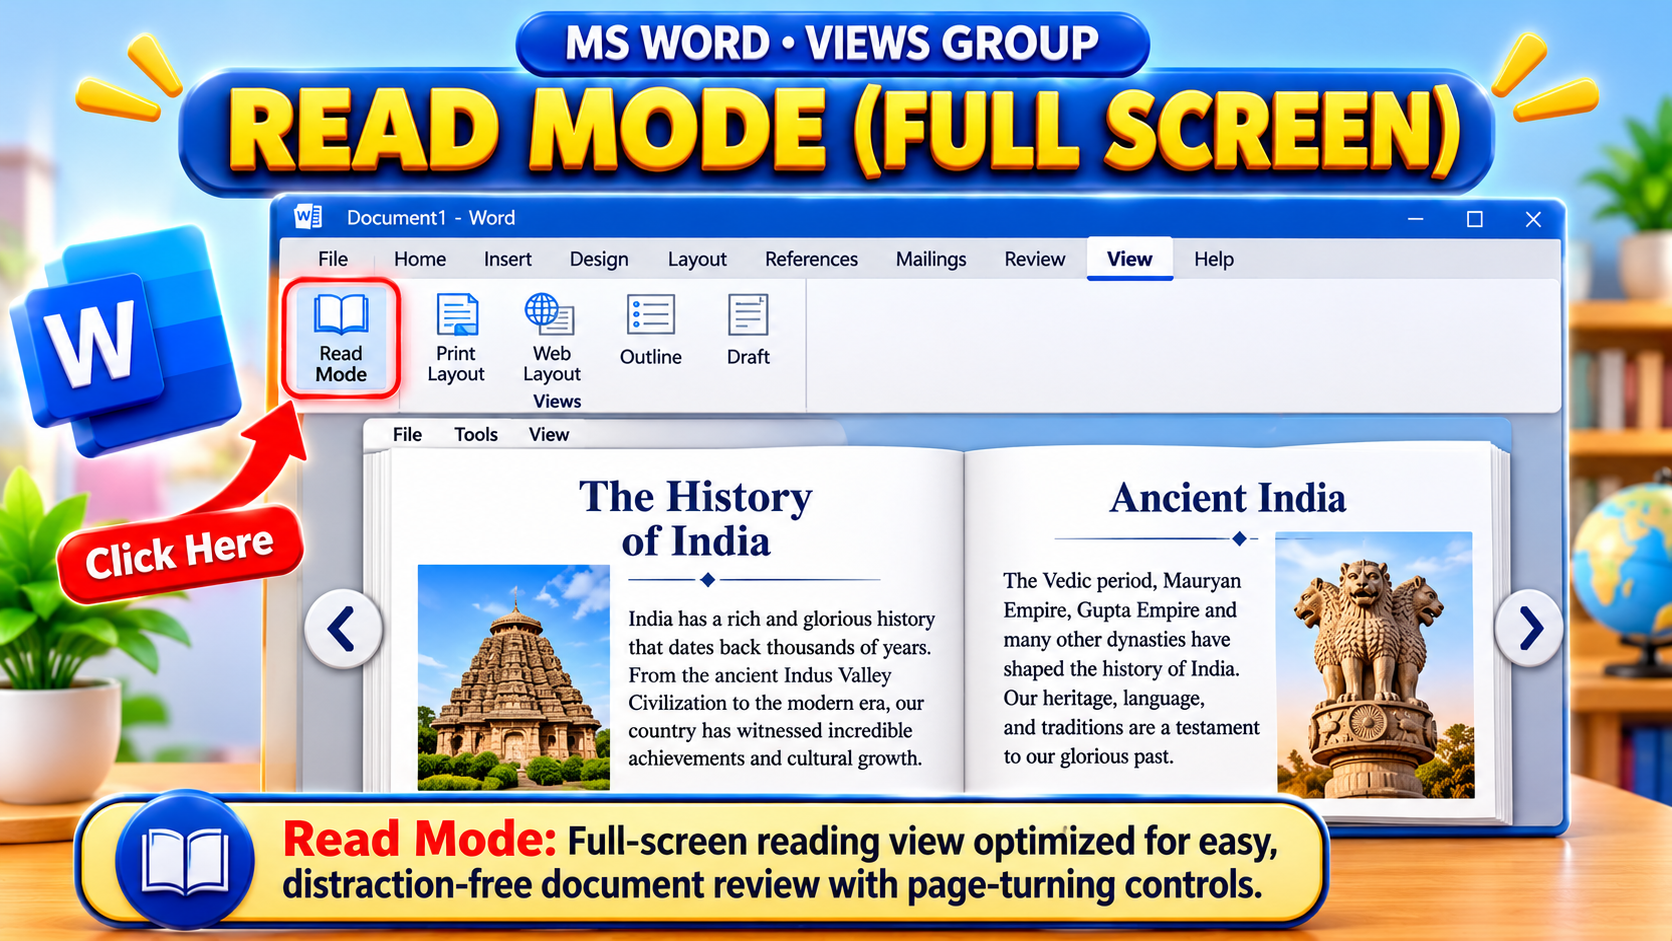 MS WORD • VIEWS GROUP
READ MODE (FULL SCREEN)
Document1 - Word
File Home Insert Design Layout References Mailings Review View Help
Read
Mode
Print
Layout
Web
Layout
Outline
Draft
Views
W
Click Here
File Tools View
The History
of India
India has a rich and glorious history
that dates back thousands of years.
From the ancient Indus Valley
Civilization to the modern era, our
country has witnessed incredible
achievements and cultural growth.
Ancient India
The Vedic period, Mauryan
Empire, Gupta Empire and
many other dynasties have
shaped the history of India.
Our heritage, language,
and traditions are a testament
to our glorious past.
Read Mode: Full-screen reading view optimized for easy,
distraction-free document review with page-turning controls.